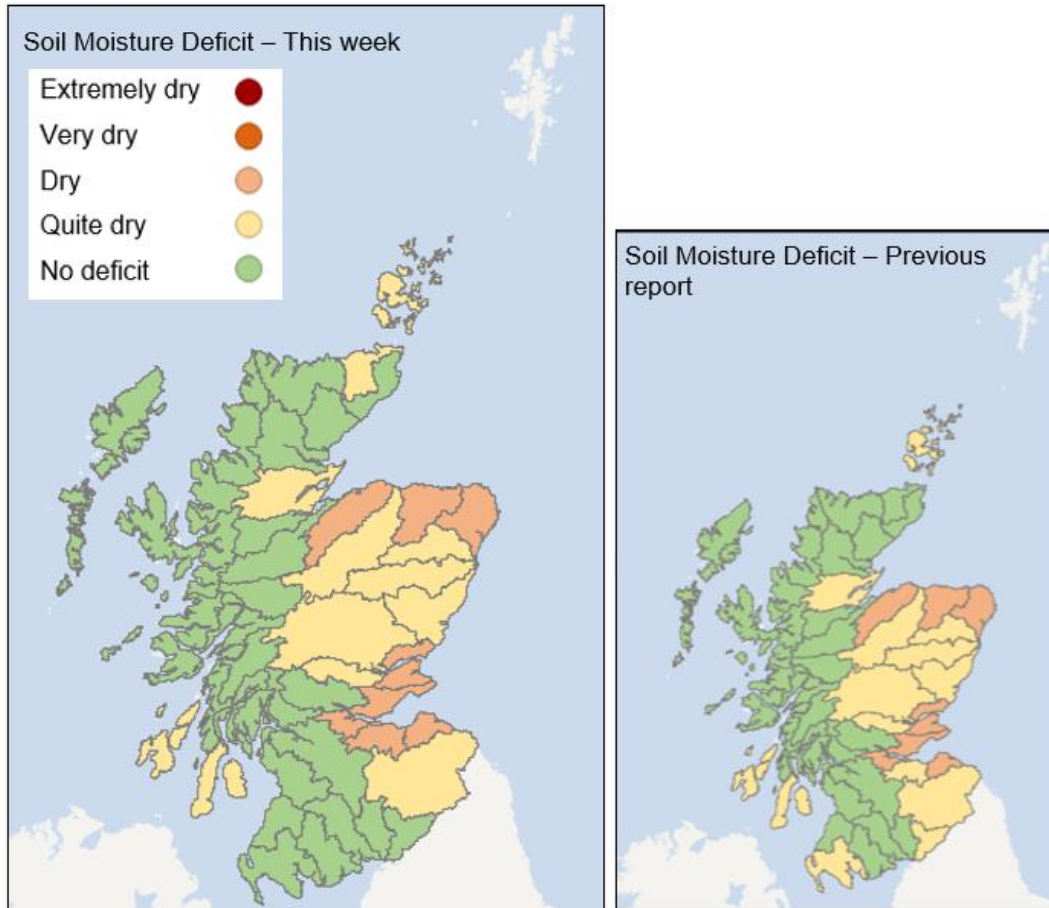 Soil Moisture Deficit – This week
Extremely dry
Very dry
Dry
Quite dry
No deficit
Soil Moisture Deficit – Previous
report